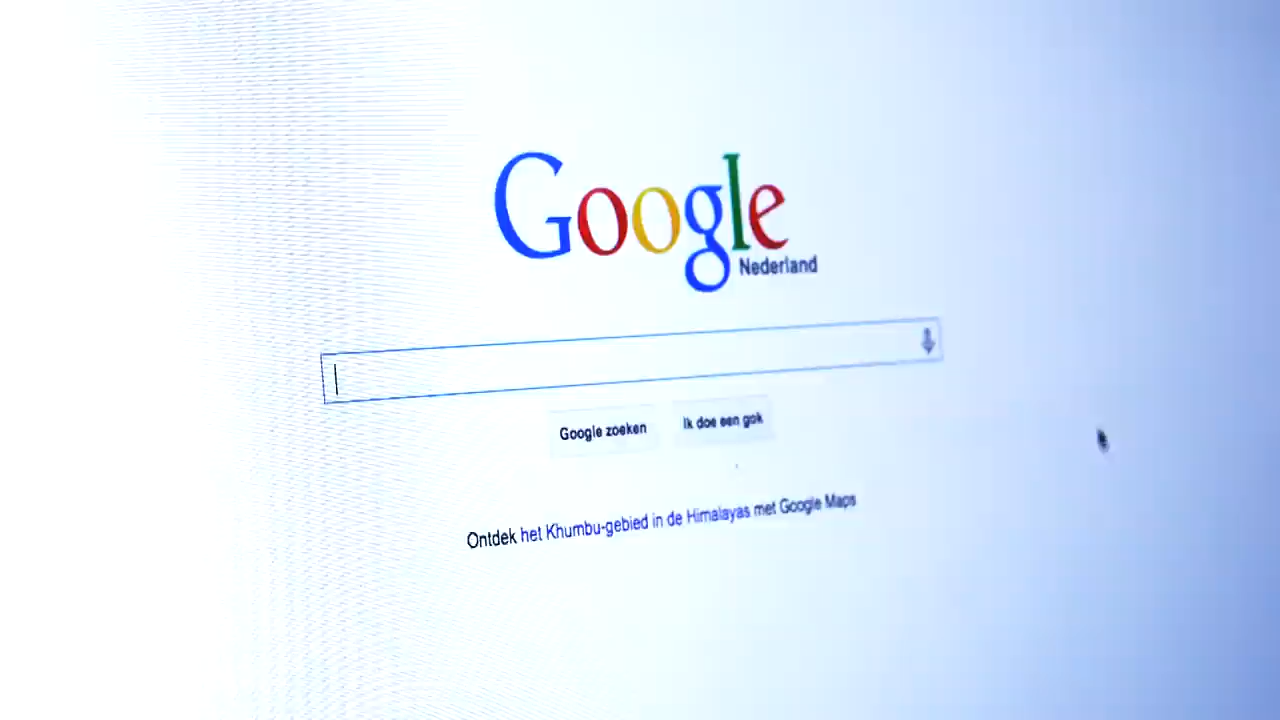 Google
Nederland
Google zoeken
Ik doe een gok
Ontdek het Khumbu-gebied in de Himalayas met Google Maps